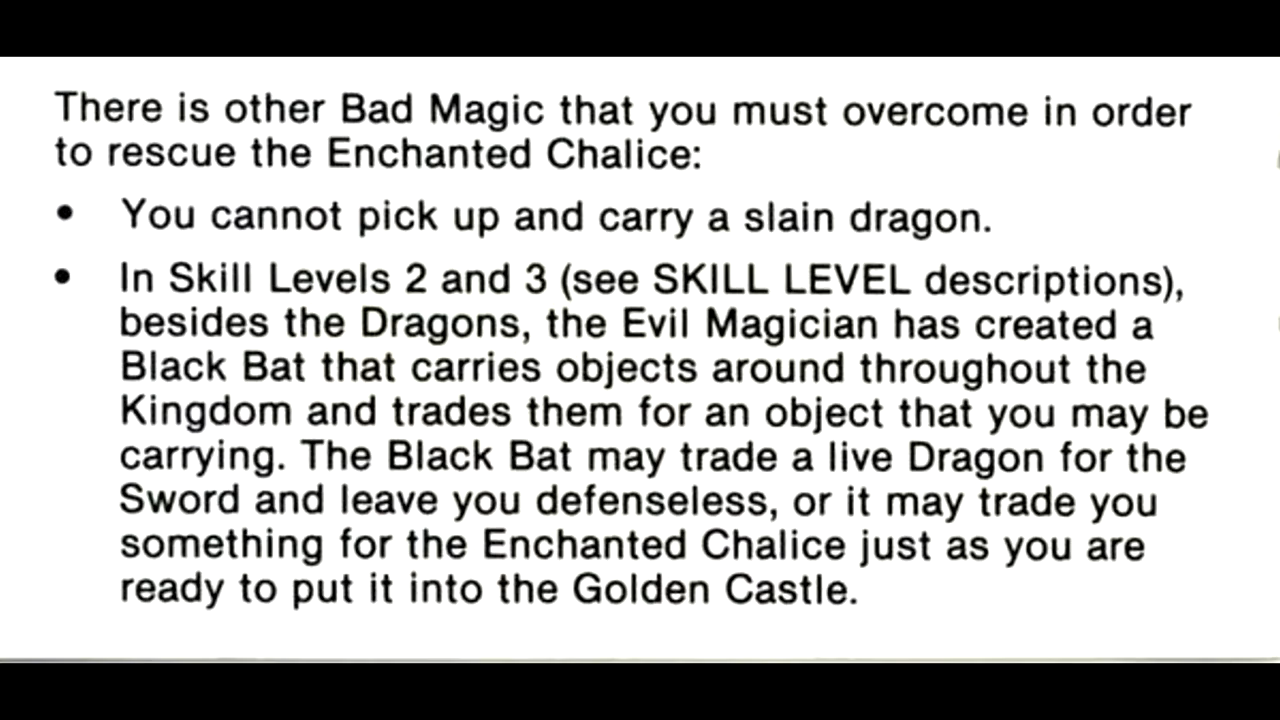 There is other Bad Magic that you must overcome in order
to rescue the Enchanted Chalice:
• You cannot pick up and carry a slain dragon.
• In Skill Levels 2 and 3 (see SKILL LEVEL descriptions),
besides the Dragons, the Evil Magician has created a
Black Bat that carries objects around throughout the
Kingdom and trades them for an object that you may be
carrying. The Black Bat may trade a live Dragon for the
Sword and leave you defenseless, or it may trade you
something for the Enchanted Chalice just as you are
ready to put it into the Golden Castle.